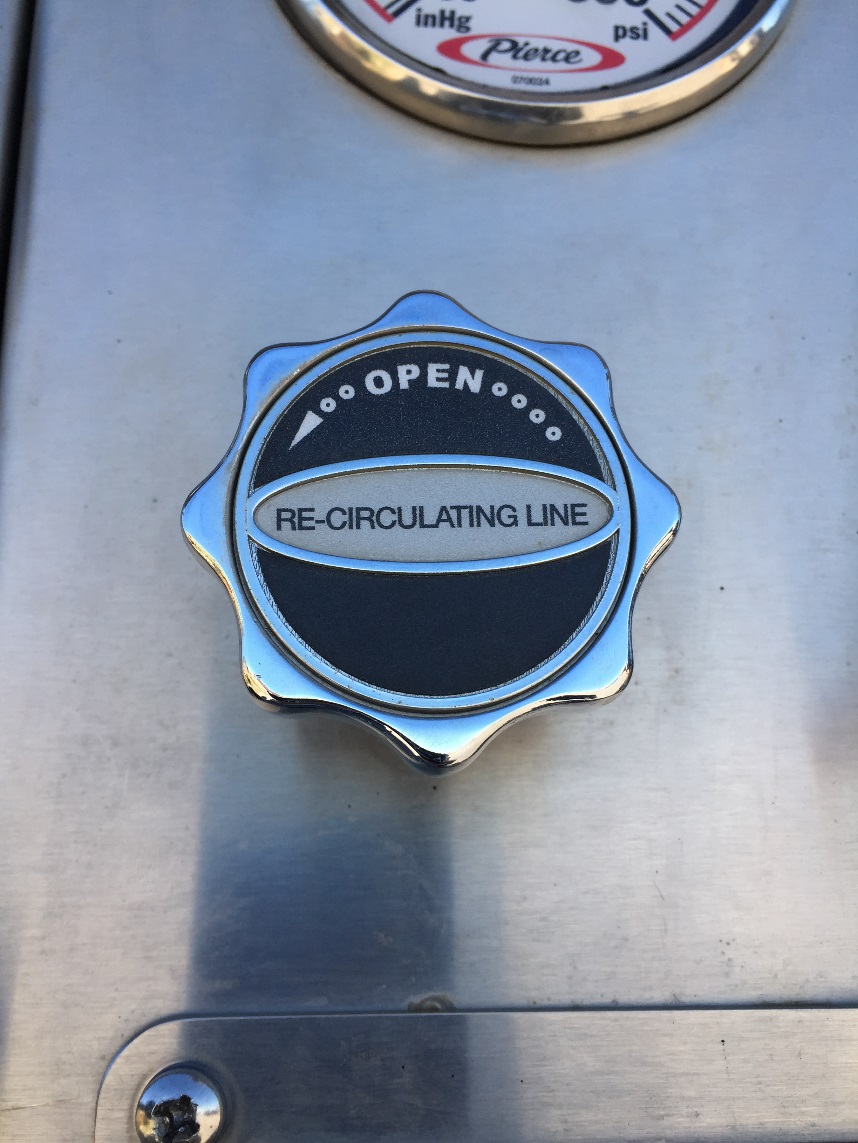 inHg
psi
Pierce
OPEN
RE-CIRCULATING LINE